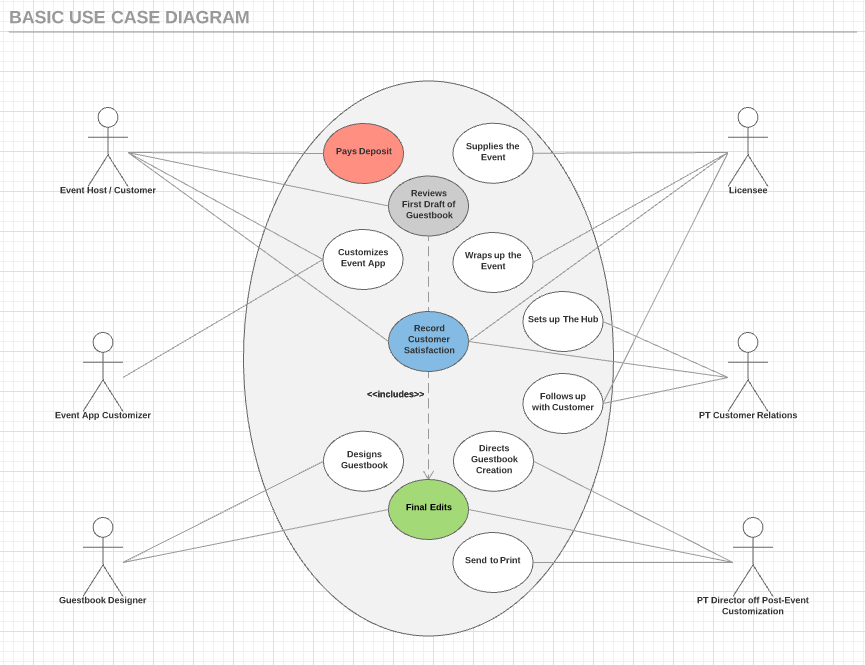 BASIC USE CASE DIAGRAM
Pays Deposit
Supplies the
Event
Event Host / Customer
Licensee
Reviews
First Draft of
Guestbook
Customizes
Event App
Wraps up the
Event
Sets up The Hub
Record
Customer
Satisfaction
<<includes>>
Follows up
with Customer
Event App Customizer
PT Customer Relations
Designs
Guestbook
Directs
Guestbook
Creation
Final Edits
Send to Print
Guestbook Designer
PT Director off Post-Event
Customization